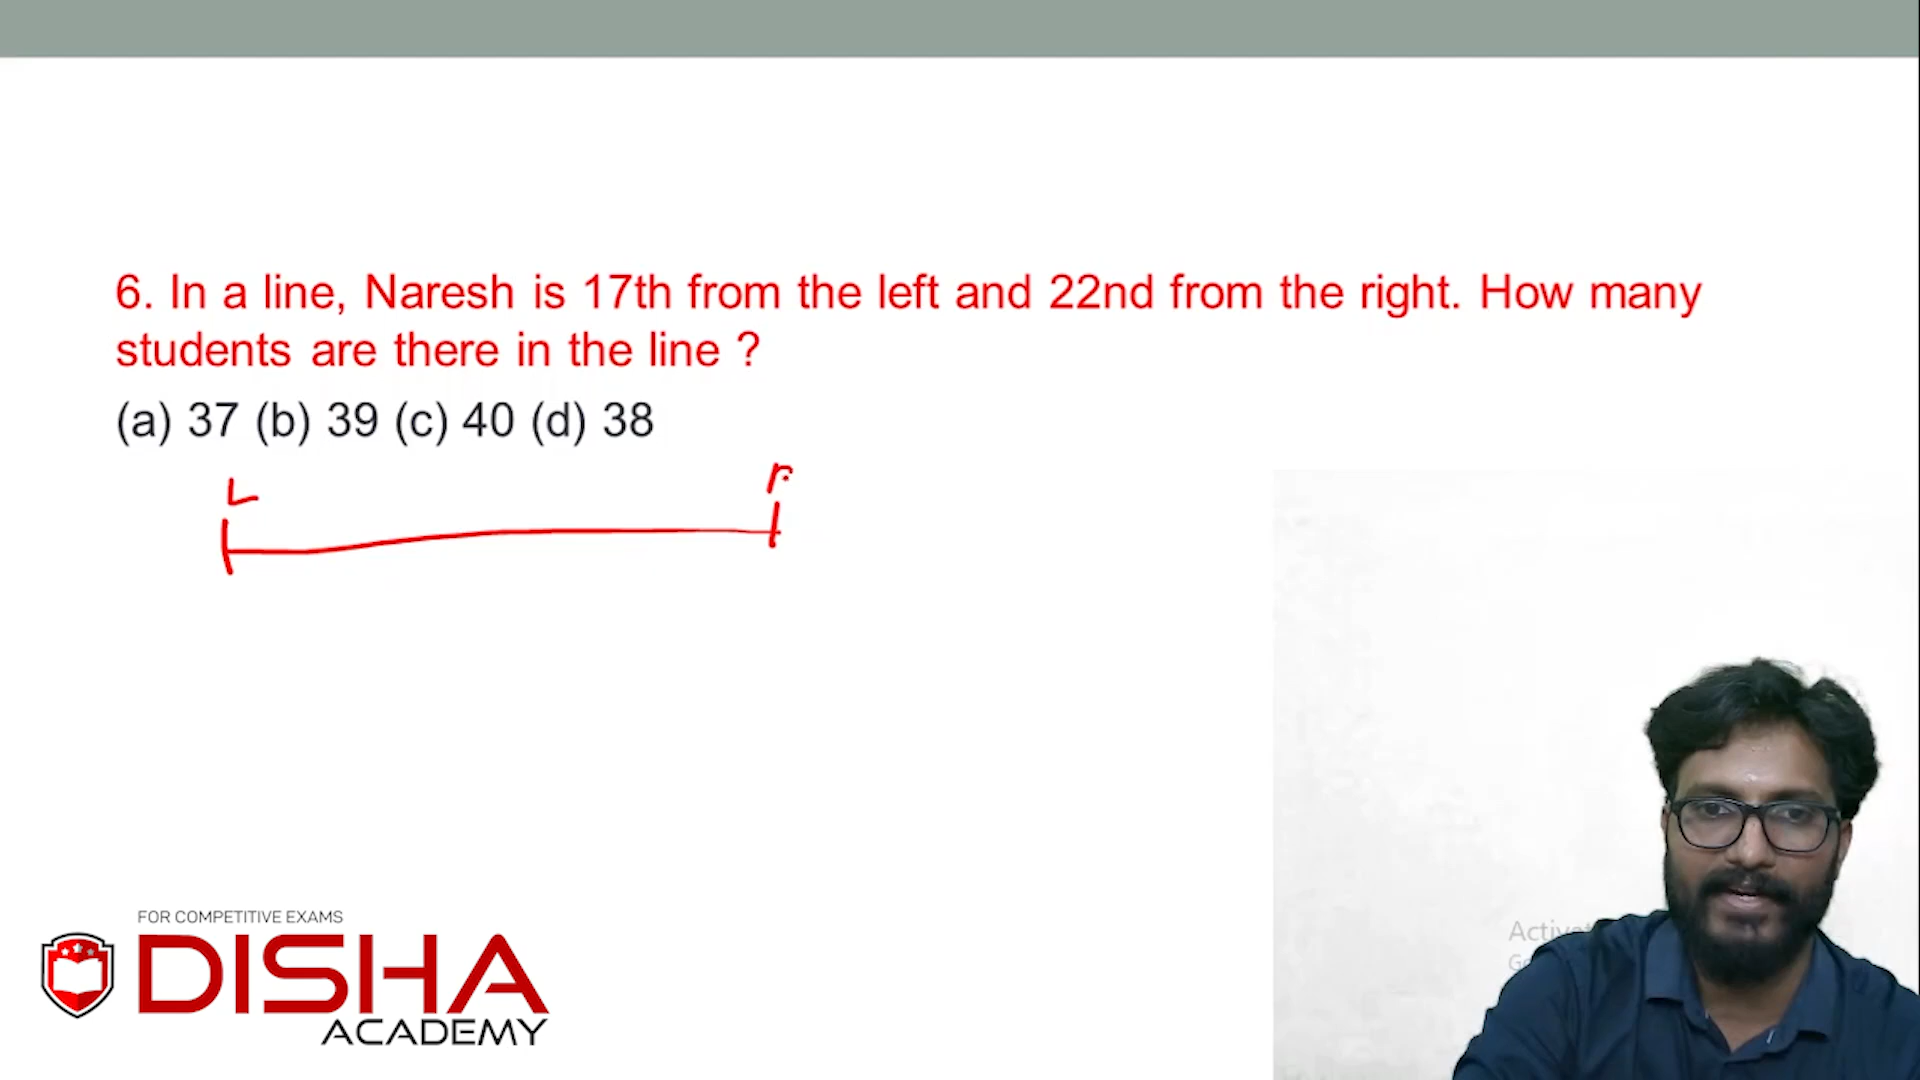 6. In a line, Naresh is 17th from the left and 22nd from the right. How many
students are there in the line ?
(a) 37 (b) 39 (c) 40 (d) 38
L
FOR COMPETITIVE EXAMS
DISHA
ACADEMY